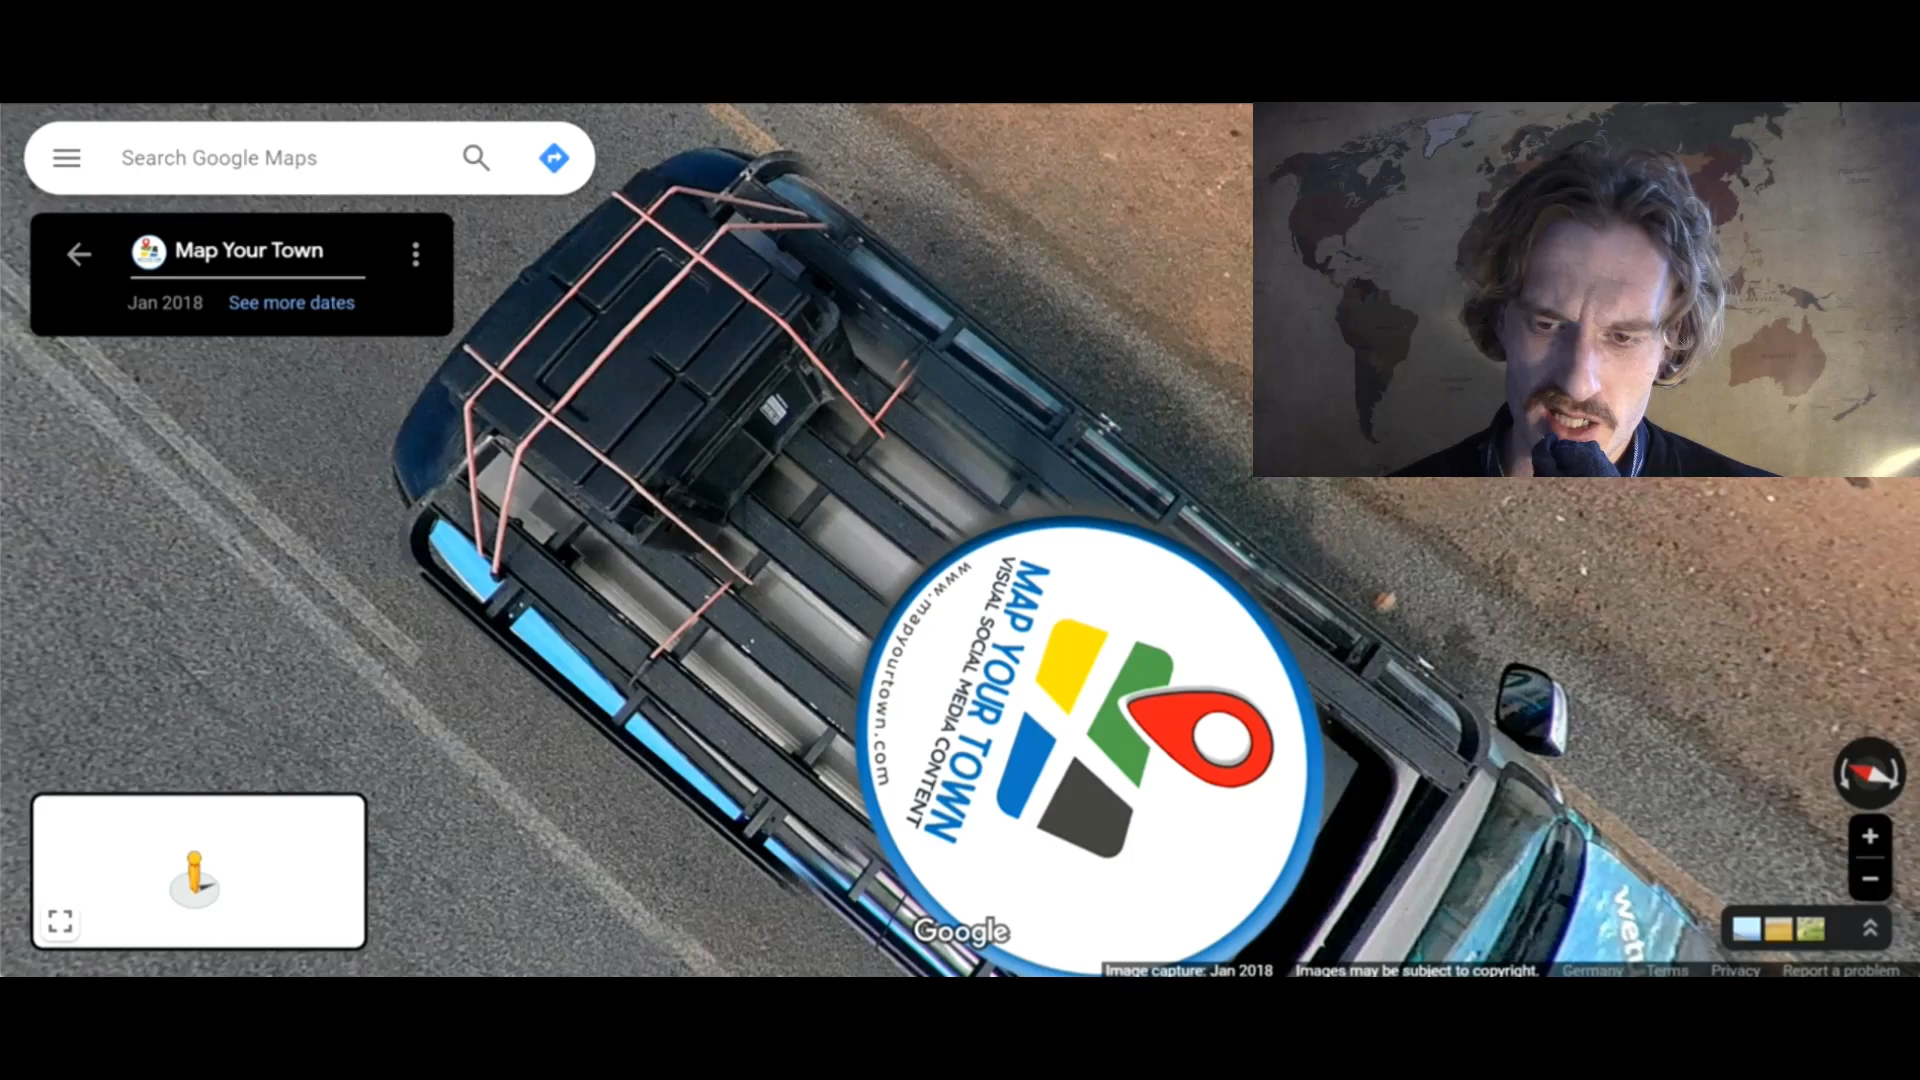 Search Google Maps
Map Your Town
Jan 2018 See more dates
www.mapyourtown.com
VISUAL SOCIAL MEDIA CONTENT
MAP YOUR TOWN
Google
Image capture: Jan 2018 Images may be subject to copyright. Germany Terms Privacy Report a problem